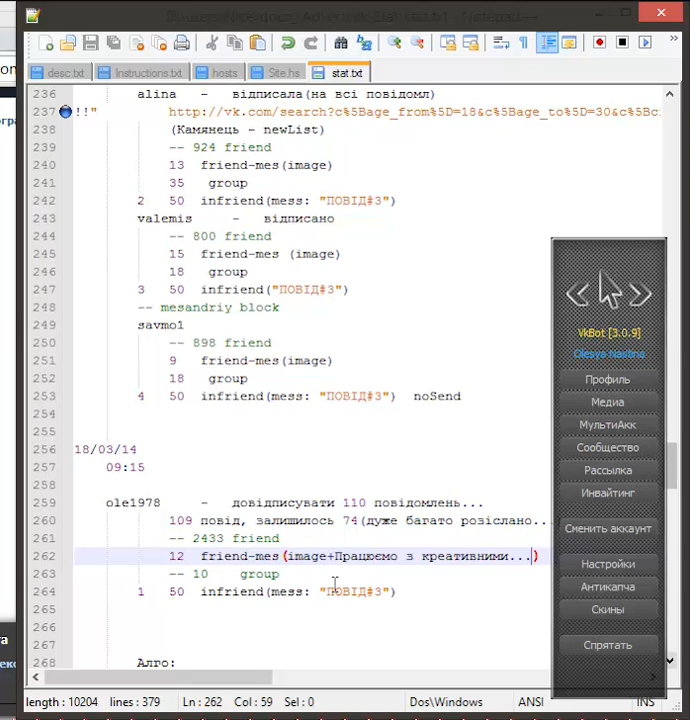 desc.txt Instructions.txt hosts Site.hs stat.txt
236 alina - відписала(на всі повідомл)
237 !!" http://vk.com/search?c%5Bage_from%5D=18&c%5Bage_to%5D=30&c%5Bc
238 (Камянець - newList)
239 -- 924 friend
240 13 friend-mes(image)
241 35 group
242 2 50 infriend(mess: "ПОВІД#3")
243 valemis - відписано
244 -- 800 friend
245 15 friend-mes (image)
246 18 group
247 3 50 infriend("ПОВІД#3")
248 -- mesandriy block
249 savmo1
250 -- 898 friend
251 9 friend-mes(image)
252 18 group
253 4 50 infriend(mess: "ПОВІД#3") noSend
254
255
256 18/03/14
257 09:15
258
259 ole1978 - довідписувати 110 повідомлень...
260 109 повід, залишилось 74(дуже багато розіслано...
261 -- 2433 friend
262 12 friend-mes(image+Працюємо з креативними...)
263 -- 10 group
264 1 50 infriend(mess: "ПОВІД#3")
265
266
267
268 Алго:
VkBot [3.0.9]
Olesya Nastina
Профиль
Медиа
МультиАкк
Сообщество
Рассылка
Инвайтинг
Сменить аккаунт
Настройки
Антикапча
Скины
Спрятать
length : 10204 lines : 379 Ln : 262 Col : 59 Sel : 0 Dos\Windows ANSI INS